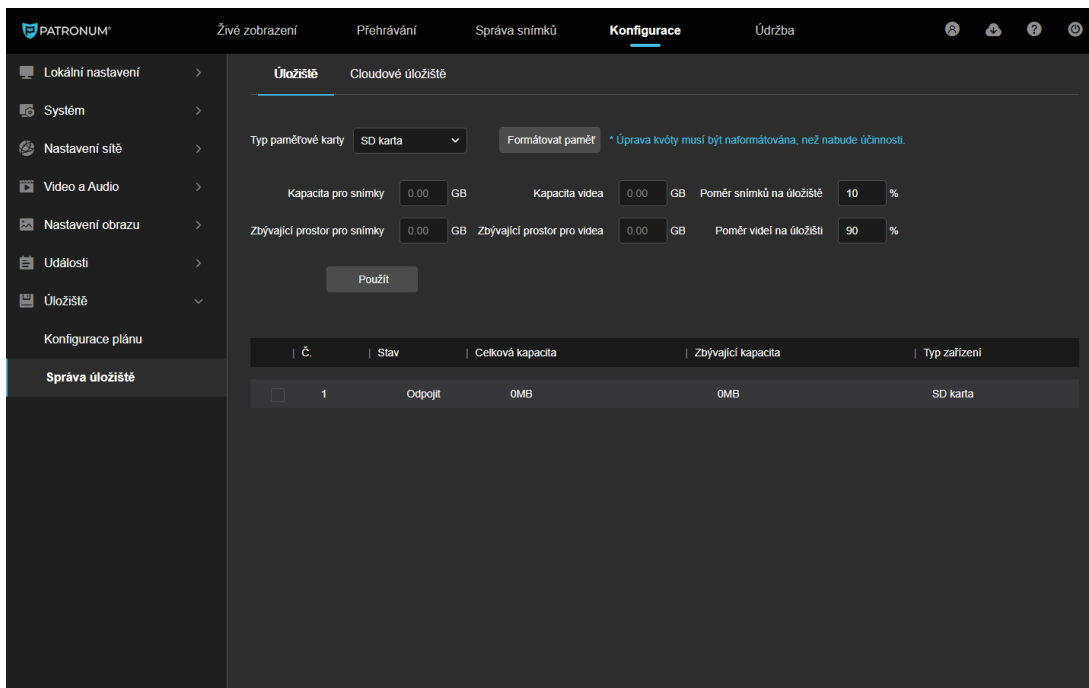 PATRONUM®
Živé zobrazení Přehrávání Správa snímků Konfigurace Údržba
Lokální nastavení
Systém
Nastavení sítě
Video a Audio
Nastavení obrazu
Události
Úložiště
Konfigurace plánu
Správa úložiště
Úložiště Cloudové úložiště
Typ paměťové karty SD karta Formátovat paměť * Úprava kvóty musí být naformátována, než nabude účinnosti.
Kapacita pro snímky 0.00 GB Kapacita videa 0.00 GB Poměr snímků na úložiště 10 %
Zbývající prostor pro snímky 0.00 GB Zbývající prostor pro videa 0.00 GB Poměr videí na úložišti 90 %
Použít
| Č. | Stav | Celková kapacita | Zbývající kapacita | Typ zařízení
1 Odpojit 0MB 0MB SD karta